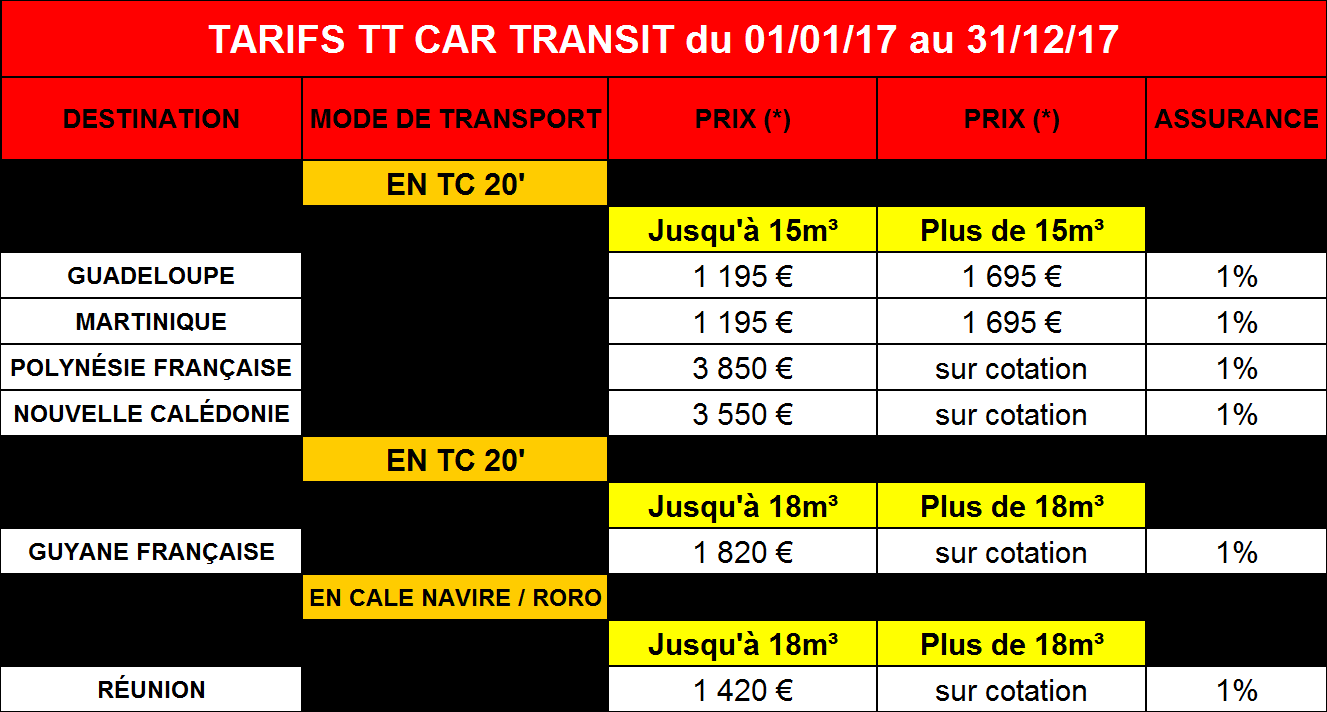 TARIFS TT CAR TRANSIT du 01/01/17 au 31/12/17
DESTINATION MODE DE TRANSPORT PRIX (*) PRIX (*) ASSURANCE
EN TC 20'
Jusqu'à 15m³ Plus de 15m³
GUADELOUPE 1 195 € 1 695 € 1%
MARTINIQUE 1 195 € 1 695 € 1%
POLYNÉSIE FRANÇAISE 3 850 € sur cotation 1%
NOUVELLE CALÉDONIE 3 550 € sur cotation 1%
EN TC 20'
Jusqu'à 18m³ Plus de 18m³
GUYANE FRANÇAISE 1 820 € sur cotation 1%
EN CALE NAVIRE / RORO
Jusqu'à 18m³ Plus de 18m³
RÉUNION 1 420 € sur cotation 1%